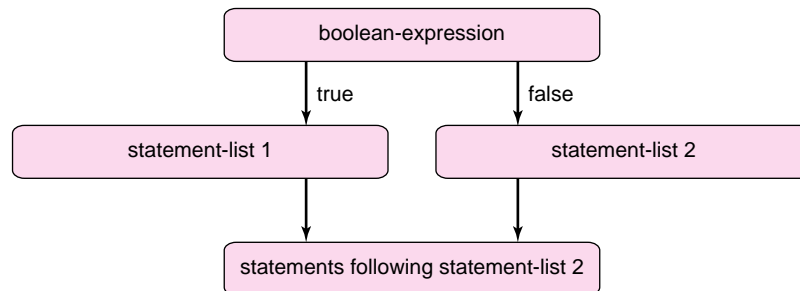 boolean-expression
true
false
statement-list 1
statement-list 2
statements following statement-list 2